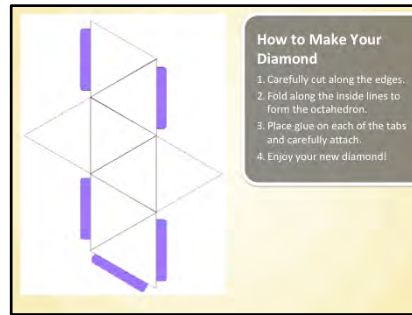 How to Make Your
Diamond
1. Carefully cut along the edges.
2. Fold along the inside lines to
form the octahedron.
3. Place glue on each of the tabs
and carefully attach.
4. Enjoy your new diamond!